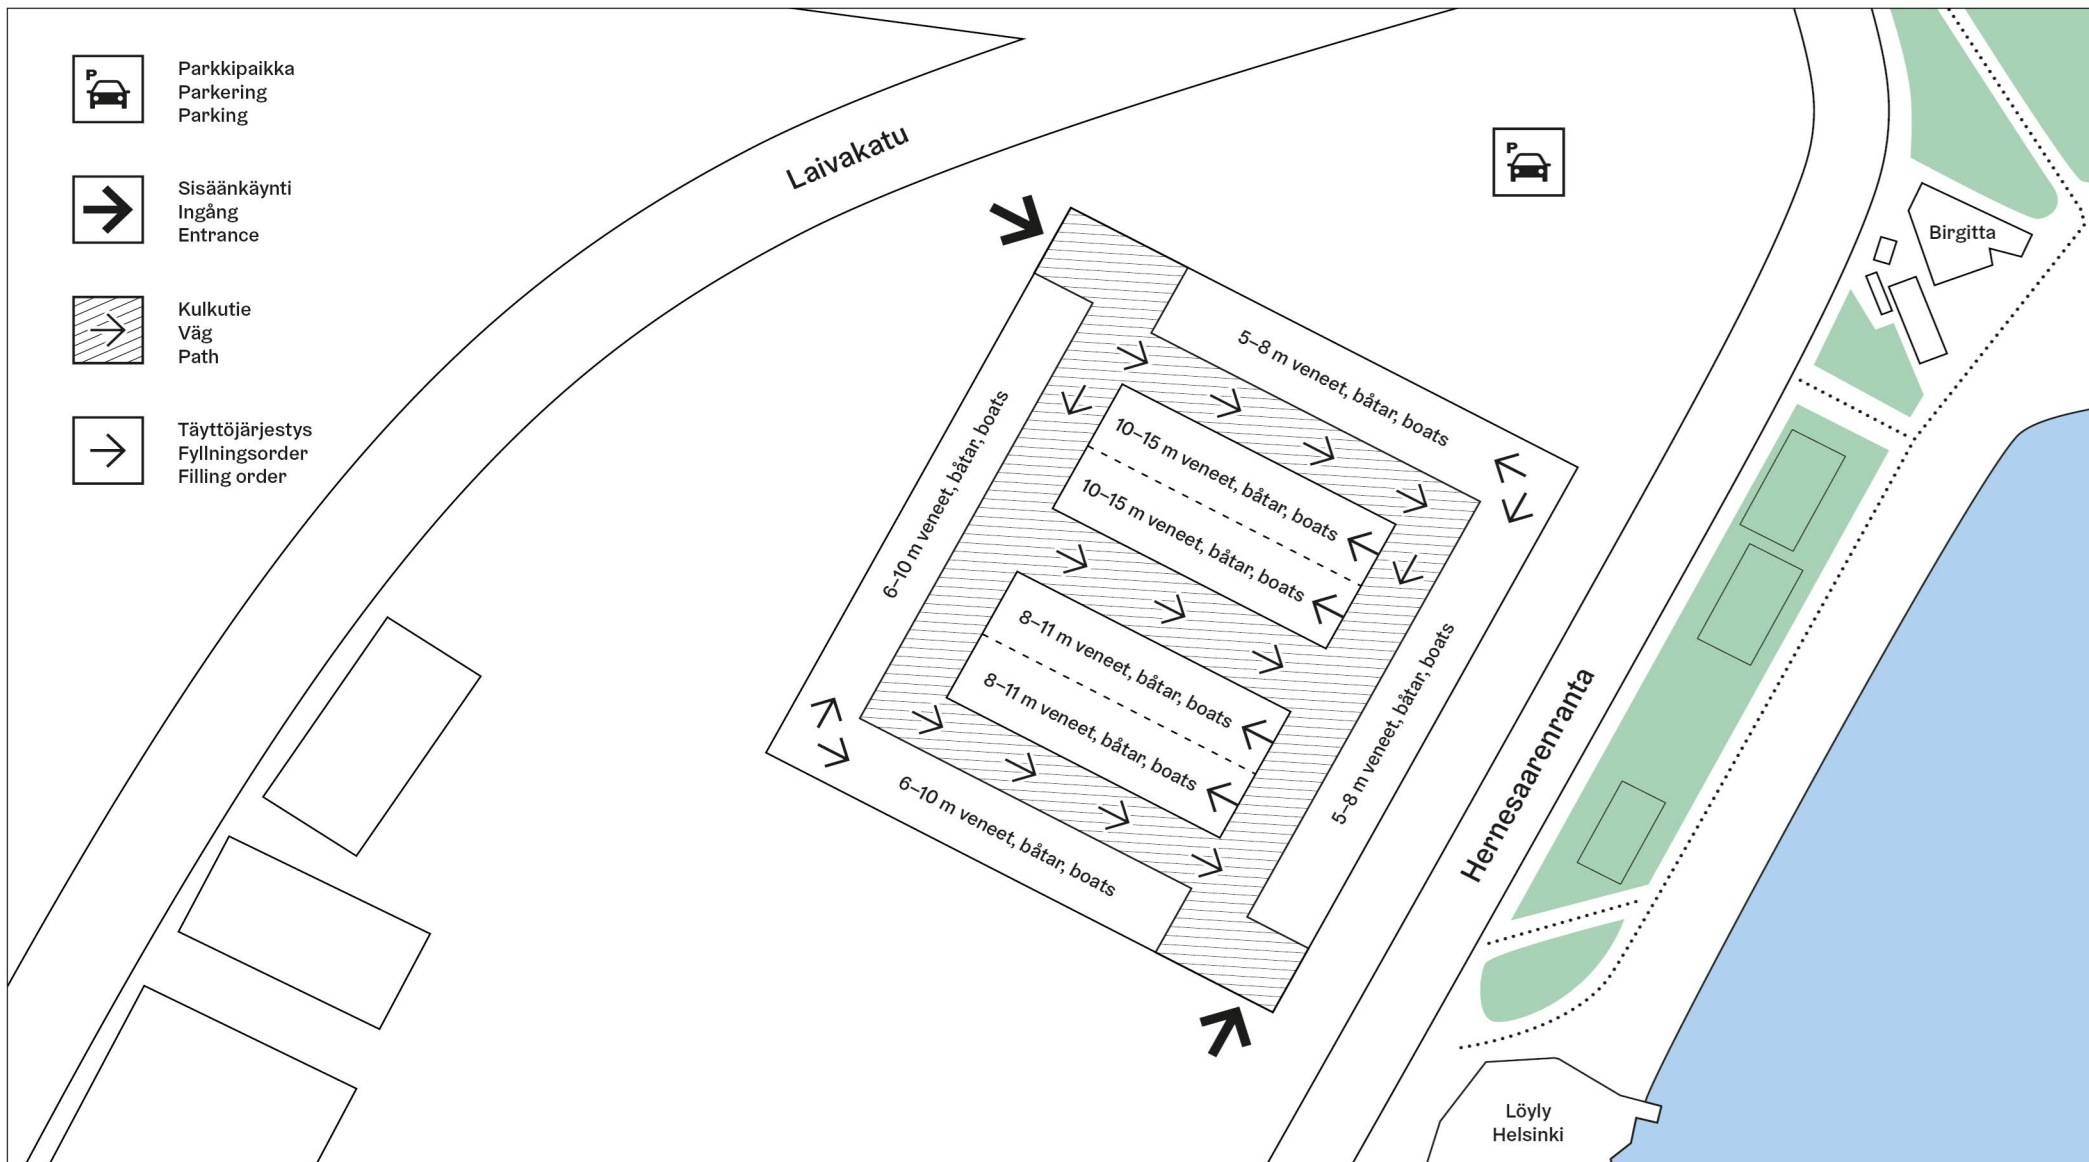 P
Parkkipaikka
Parkering
Parking
Sisäänkäynti
Ingång
Entrance
Kulkutie
Väg
Path
Täyttöjärjestys
Fyllningsorder
Filling order
Laivakatu
P
Birgitta
5–8 m veneet, båtar, boats
6–10 m veneet, båtar, boats
10–15 m veneet, båtar, boats
10–15 m veneet, båtar, boats
8–11 m veneet, båtar, boats
8–11 m veneet, båtar, boats
5–8 m veneet, båtar, boats
6–10 m veneet, båtar, boats
Hernesaarenranta
Löyly
Helsinki